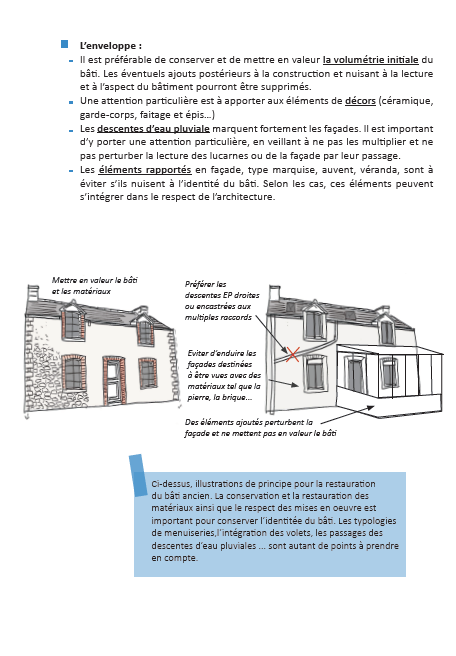 L'enveloppe :
Il est préférable de conserver et de mettre en valeur la volumétrie initiale du
bâti. Les éventuels ajouts postérieurs à la construction et nuisant à la lecture
et à l'aspect du bâtiment pourront être supprimés.
Une attention particulière est à apporter aux éléments de décors (céramique,
garde-corps, faitage et épis…)
Les descentes d'eau pluviale marquent fortement les façades. Il est important
d'y porter une attention particulière, en veillant à ne pas les multiplier et ne
pas perturber la lecture des lucarnes ou de la façade par leur passage.
Les éléments rapportés en façade, type marquise, auvent, véranda, sont à
éviter s'ils nuisent à l'identité du bâti. Selon les cas, ces éléments peuvent
s'intégrer dans le respect de l'architecture.
Mettre en valeur le bâti
et les matériaux
Préférer les
descentes EP droites
ou encastrées aux
multiples raccords
Eviter d'enduire les
façades destinées
à être vues avec des
matériaux tel que la
pierre, la brique...
Des éléments ajoutés perturbent la
façade et ne mettent pas en valeur le bâti
Ci-dessus, illustrations de principe pour la restauration
du bâti ancien. La conservation et la restauration des
matériaux ainsi que le respect des mises en oeuvre est
important pour conserver l'identitée du bâti. Les typologies
de menuiseries,l'intégration des volets, les passages des
descentes d'eau pluviales ... sont autant de points à prendre
en compte.